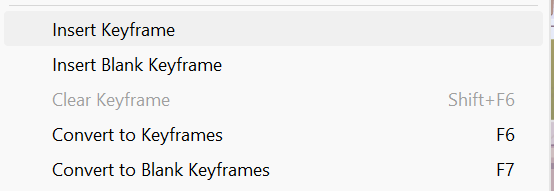 Insert Keyframe
Insert Blank Keyframe
Clear Keyframe Shift+F6
Convert to Keyframes F6
Convert to Blank Keyframes F7